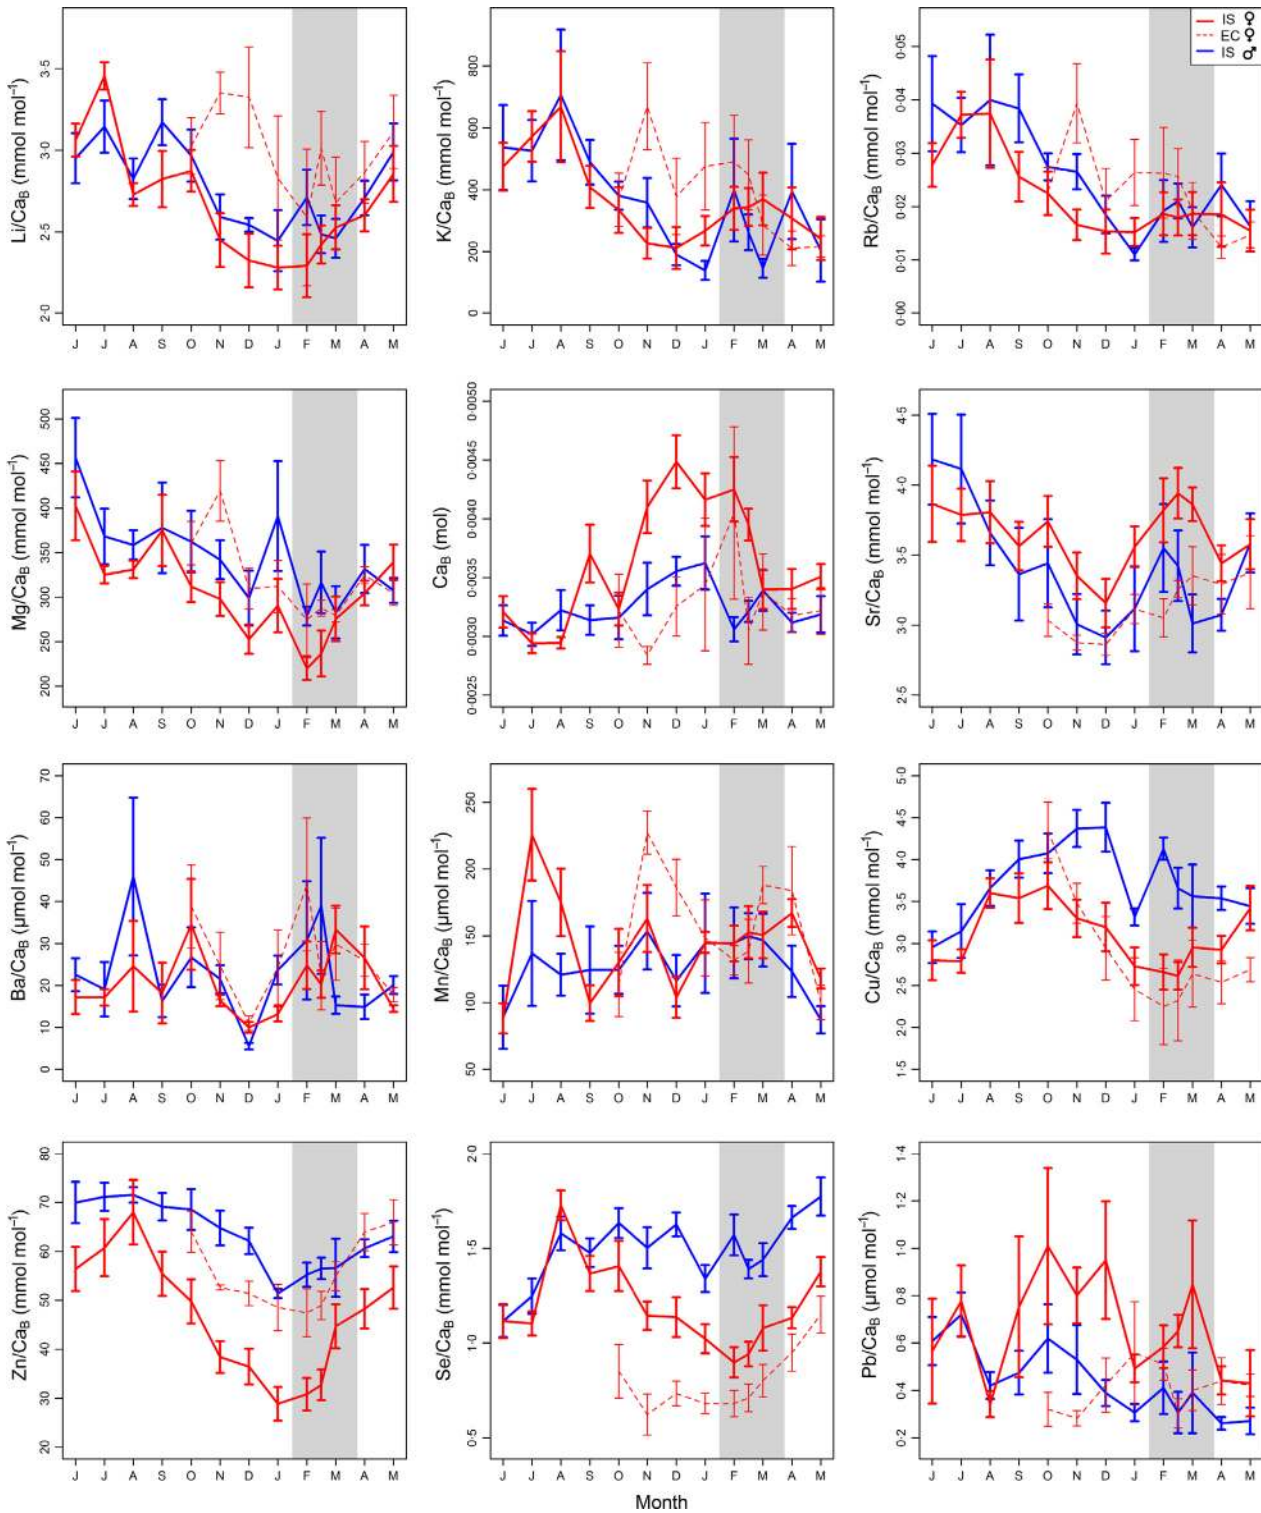 IS ♀
EC ♀
IS ♂
Li/CaB (mmol mol−1)
3·5
3·0
2·5
2·0
J J A S O N D J F M A M
K/CaB (mmol mol−1)
800
600
400
200
0
J J A S O N D J F M A M
Rb/CaB (mmol mol−1)
0·05
0·04
0·03
0·02
0·01
0·00
J J A S O N D J F M A M
Mg/CaB (mmol mol−1)
500
450
400
350
300
250
200
J J A S O N D J F M A M
CaB (mol)
0·0050
0·0045
0·0040
0·0035
0·0030
0·0025
J J A S O N D J F M A M
Sr/CaB (mmol mol−1)
4·5
4·0
3·5
3·0
2·5
J J A S O N D J F M A M
Ba/CaB (μmol mol−1)
70
60
50
40
30
20
10
0
J J A S O N D J F M A M
Mn/CaB (μmol mol−1)
250
200
150
100
50
J J A S O N D J F M A M
Cu/CaB (mmol mol−1)
5·0
4·5
4·0
3·5
3·0
2·5
2·0
1·5
J J A S O N D J F M A M
Zn/CaB (mmol mol−1)
80
70
60
50
40
30
20
J J A S O N D J F M A M
Se/CaB (mmol mol−1)
2·0
1·5
1·0
0·5
J J A S O N D J F M A M
Pb/CaB (μmol mol−1)
1·4
1·2
1·0
0·8
0·6
0·4
0·2
J J A S O N D J F M A M
Month